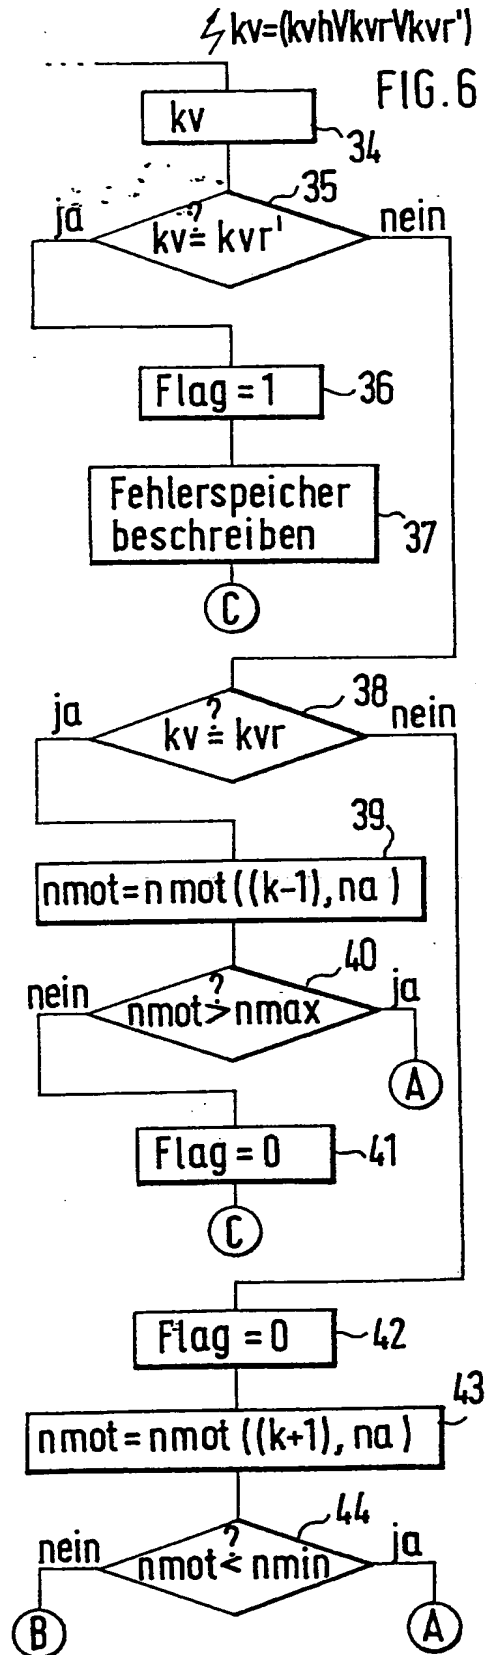 kv=(kvhVkvrVkvr')
FIG. 6
kv
34
35
ja
nein
?
kv = kvr'
Flag = 1
36
Fehlerspeicher
beschreiben
37
C
38
ja
nein
?
kv = kvr
39
nmot=nmot((k-1),na)
40
nein
ja
?
nmot>nmax
A
Flag = 0
41
C
Flag = 0
42
43
nmot=nmot((k+1),na)
44
nein
ja
?
nmot<nmin
B
A